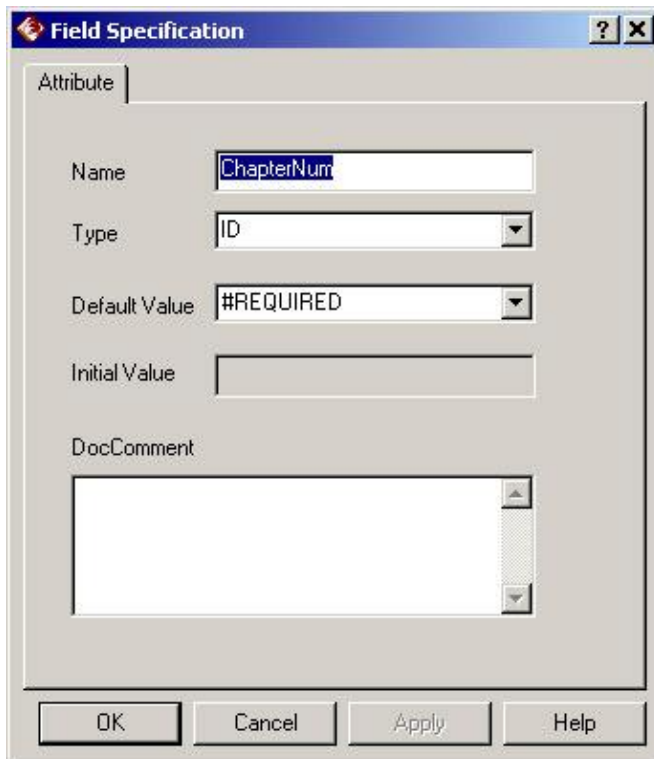 Field Specification
?
Attribute
Name ChapterNum
Type ID
Default Value #REQUIRED
Initial Value
DocComment
OK Cancel Apply Help